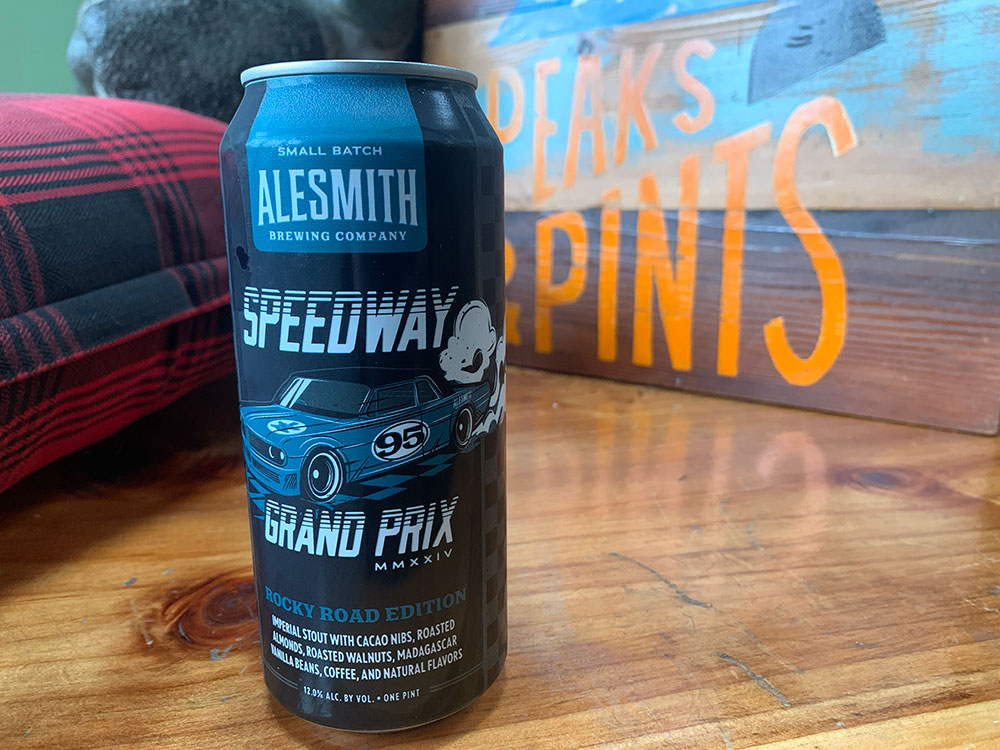 SMALL BATCH
ALESMITH
BREWING COMPANY
SPEEDWAY
ALESMITH
95
GRAND PRIX
MMXXIV
ROCKY ROAD EDITION
IMPERIAL STOUT WITH CACAO NIBS, ROASTED
ALMONDS, ROASTED WALNUTS, MADAGASCAR
VANILLA BEANS, COFFEE, AND NATURAL FLAVORS
12.0% ALC. BY VOL. • ONE PINT
PEAKS
& PINTS